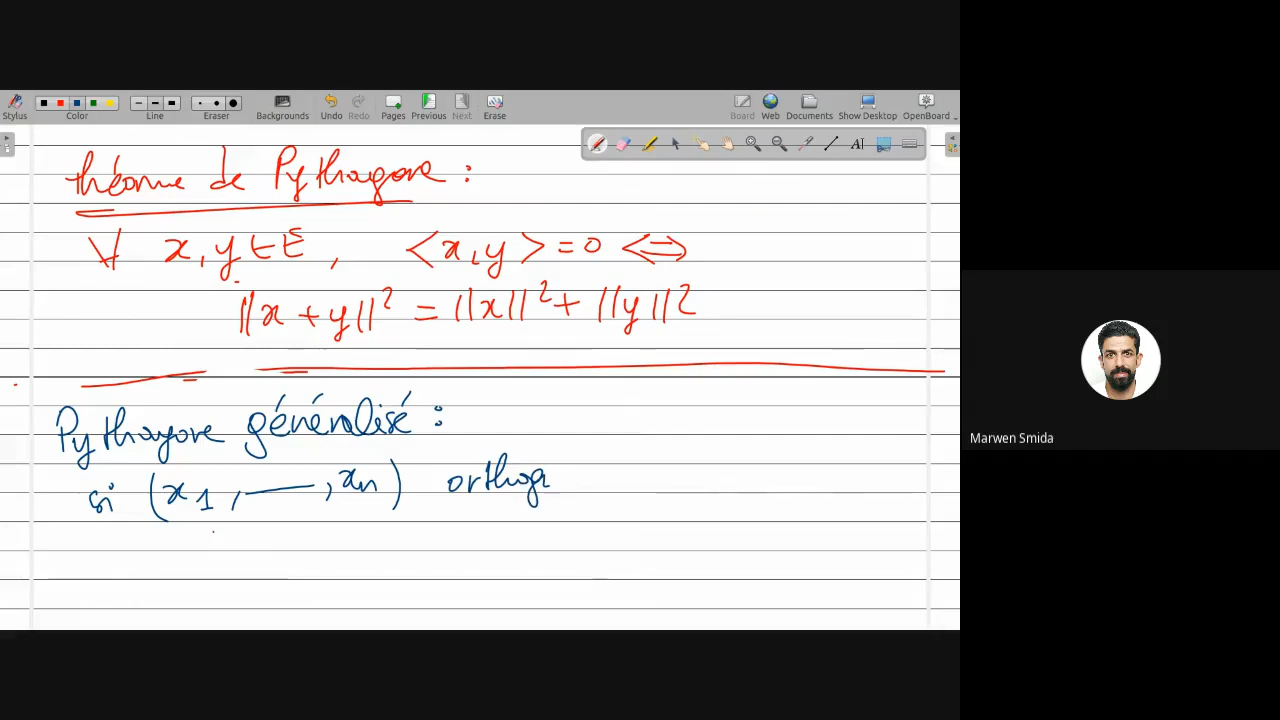 Stylus Color Line Eraser Backgrounds Undo Redo Pages Previous Next Erase Board Web Documents Show Desktop OpenBoard
théorème de Pythagore :
∀ x, y ∈ E, <x, y> = 0 ⟺
||x + y||² = ||x||² + ||y||²
Pythagore généralisé :
si (x₁, —, xₙ) orthog
Marwen Smida